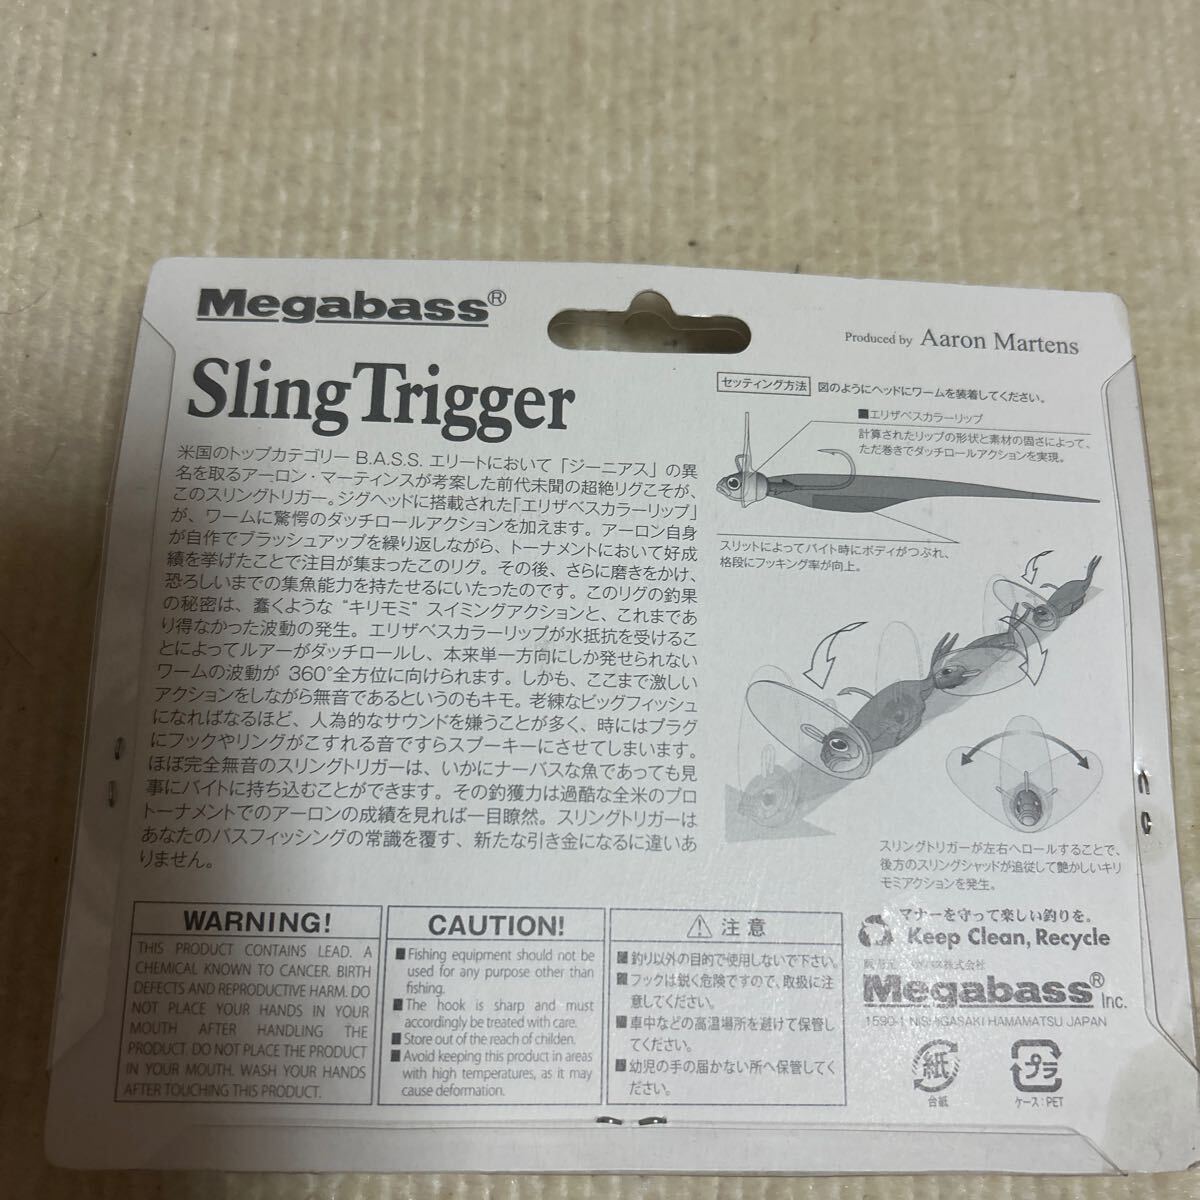 Megabass®
Produced by Aaron Martens
Sling Trigger
米国のトップカテゴリー B.A.S.S. エリートにおいて「ジーニアス」の異
名を取るアーロン・マーティンスが考案した前代未聞の超絶リグこそが、
このスリングトリガー。ジグヘッドに搭載された「エリザベスカラーリップ」
が、ワームに驚愕のダッチロールアクションを加えます。アーロン自身
が自作でブラッシュアップを繰り返しながら、トーナメントにおいて好成
績を挙げたことで注目が集まったこのリグ。その後、さらに磨きをかけ、
恐ろしいまでの集魚能力を持たせるにいたったのです。このリグの釣果
の秘密は、蠢くような “キリモミ” スイミングアクションと、これまであ
り得なかった波動の発生。エリザベスカラーリップが水抵抗を受けるこ
とによってルアーがダッチロールし、本来単一方向にしか発せられない
ワームの波動が 360°全方位に向けられます。しかも、ここまで激しい
アクションをしながら無音であるというのもキモ。老練なビッグフィッシュ
になればなるほど、人為的なサウンドを嫌うことが多く、時にはプラグ
にフックやリングがこすれる音ですらスプーキーにさせてしまいます。
ほぼ完全無音のスリングトリガーは、いかにナーバスな魚であっても見
事にバイトに持ち込むことができます。その釣獲力は過酷な全米のプロ
トーナメントでのアーロンの成績を見れば一目瞭然。スリングトリガーは
あなたのバスフィッシングの常識を覆す、新たな引き金になるに違いあ
りません。
セッティング方法 図のようにヘッドにワームを装着してください。
■エリザベスカラーリップ
計算されたリップの形状と素材の固さによって、
ただ巻きでダッチロールアクションを実現。
スリットによってバイト時にボディがつぶれ、
格段にフッキング率が向上。
スリングトリガーが左右へロールすることで、
後方のスリングシャッドが追従して艶かしいキリ
モミアクションを発生。
WARNING!
THIS PRODUCT CONTAINS LEAD. A
CHEMICAL KNOWN TO CANCER. BIRTH
DEFECTS AND REPRODUCTIVE HARM. DO
NOT PLACE YOUR HANDS IN YOUR
MOUTH AFTER HANDLING THE
PRODUCT. DO NOT PLACE THE PRODUCT
IN YOUR MOUTH. WASH YOUR HANDS
AFTER TOUCHING THIS PRODUCT.
CAUTION!
■Fishing equipment should not be
used for any purpose other than
fishing.
■The hook is sharp and must
accordingly be treated with care.
■Store out of the reach of childen.
■Avoid keeping this product in areas
with high temperatures, as it may
cause deformation.
⚠注意
■釣り以外の目的で使用しないで下さい。
■フックは鋭く危険ですので、取扱に注
意してください。
■車中などの高温場所を避けて保管し
てください。
■幼児の手の届かない所へ保管してくだ
さい。
マナーを守って楽しい釣りを。
Keep Clean, Recycle
株式会社
Megabass® Inc.
1590-1 NISHIGASAKI HAMAMATSU JAPAN
紙
台紙
プラ
ケース:PET